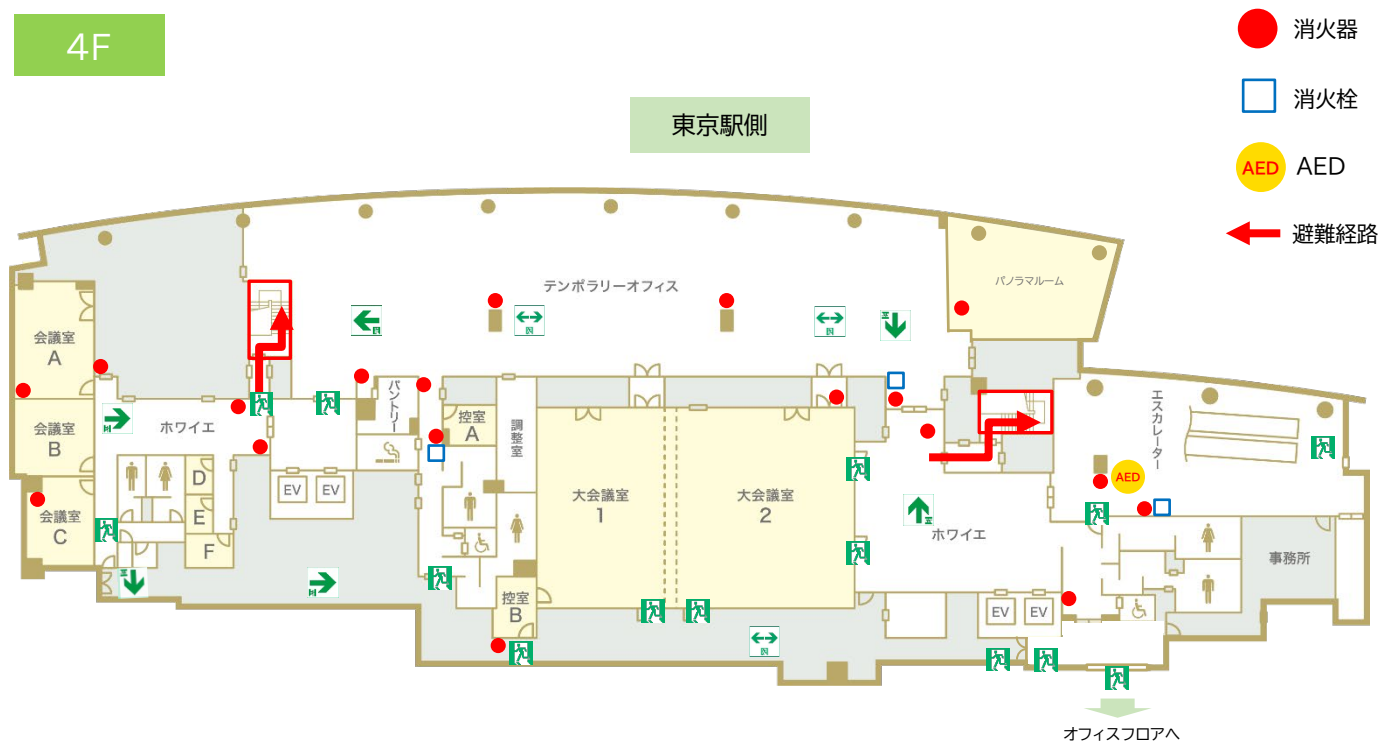 4F
消火器
消火栓
AED
AED
避難経路
東京駅側
テンポラリーオフィス
パノラマルーム
会議室
A
会議室
B
会議室
C
ホワイエ
D
E
F
EV
EV
パントリー
控室
A
調整室
控室
B
大会議室
1
大会議室
2
ホワイエ
EV
EV
エスカレーター
AED
事務所
オフィスフロアへ